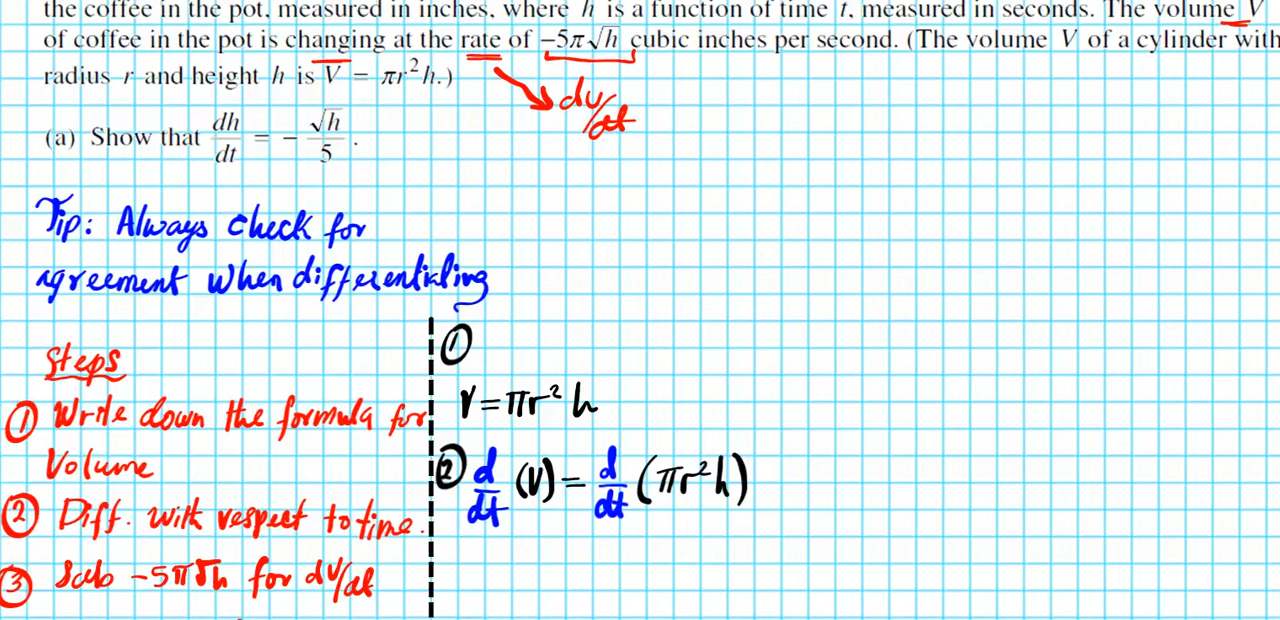 the coffee in the pot, measured in inches, where h is a function of time t, measured in seconds. The volume V
of coffee in the pot is changing at the rate of −5π√h cubic inches per second. (The volume V of a cylinder with
radius r and height h is V = πr²h.)
dv/dt
(a) Show that dh/dt = − √h/5 .
Tip: Always check for
agreement when differentiating
Steps
① Write down the formula for
Volume
② Diff. with respect to time.
③ Sub −5π√h for dV/dt
①
V = πr² h
② d/dt (V) = d/dt (πr²h)